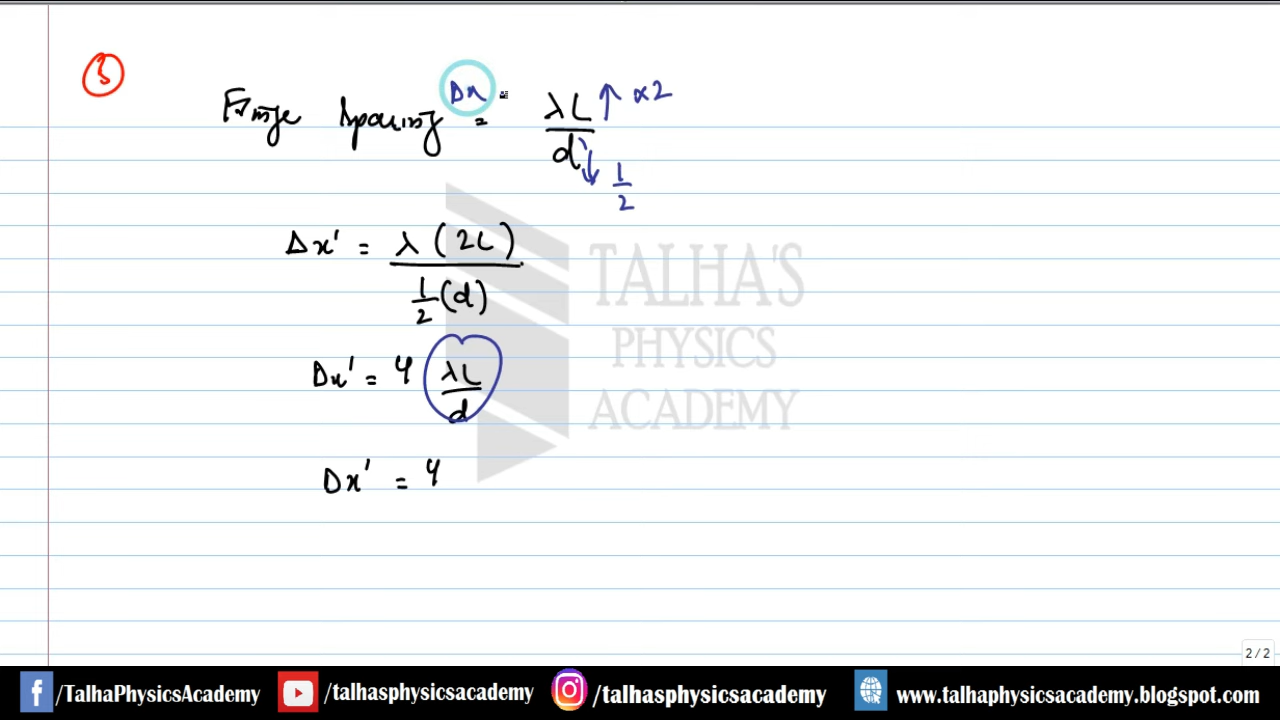 3
Fringe Spacing Δx = λL/d ↑ x2 ↓ 1/2
Δx' = λ(2L) / 1/2(d)
Δx' = 4 λL/d
Δx' = 4
TALHA'S
PHYSICS
ACADEMY
2 / 2
/TalhaPhysicsAcademy /talhasphysicsacademy /talhasphysicsacademy www.talhaphysicsacademy.blogspot.com